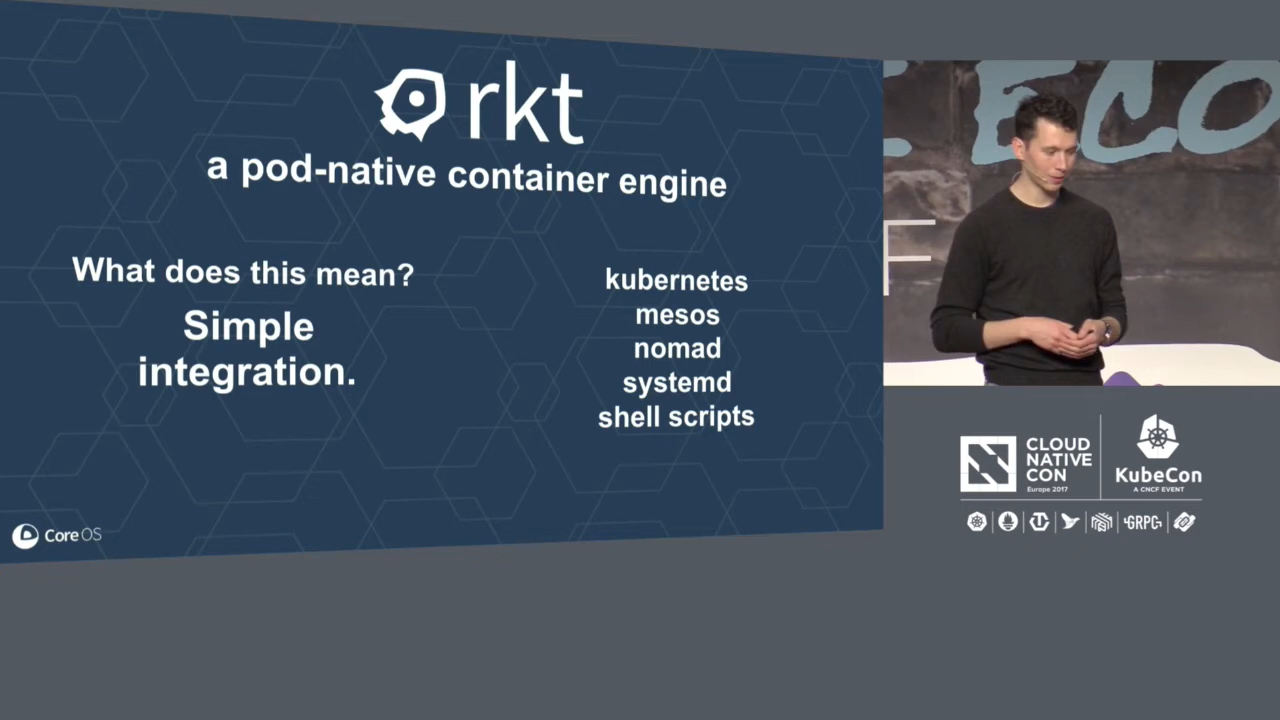 rkt
a pod-native container engine
What does this mean?
Simple
integration.
kubernetes
mesos
nomad
systemd
shell scripts
CoreOS
ECO
F
CLOUD
NATIVE
CON
Europe 2017
KubeCon
A CNCF EVENT
GRPC